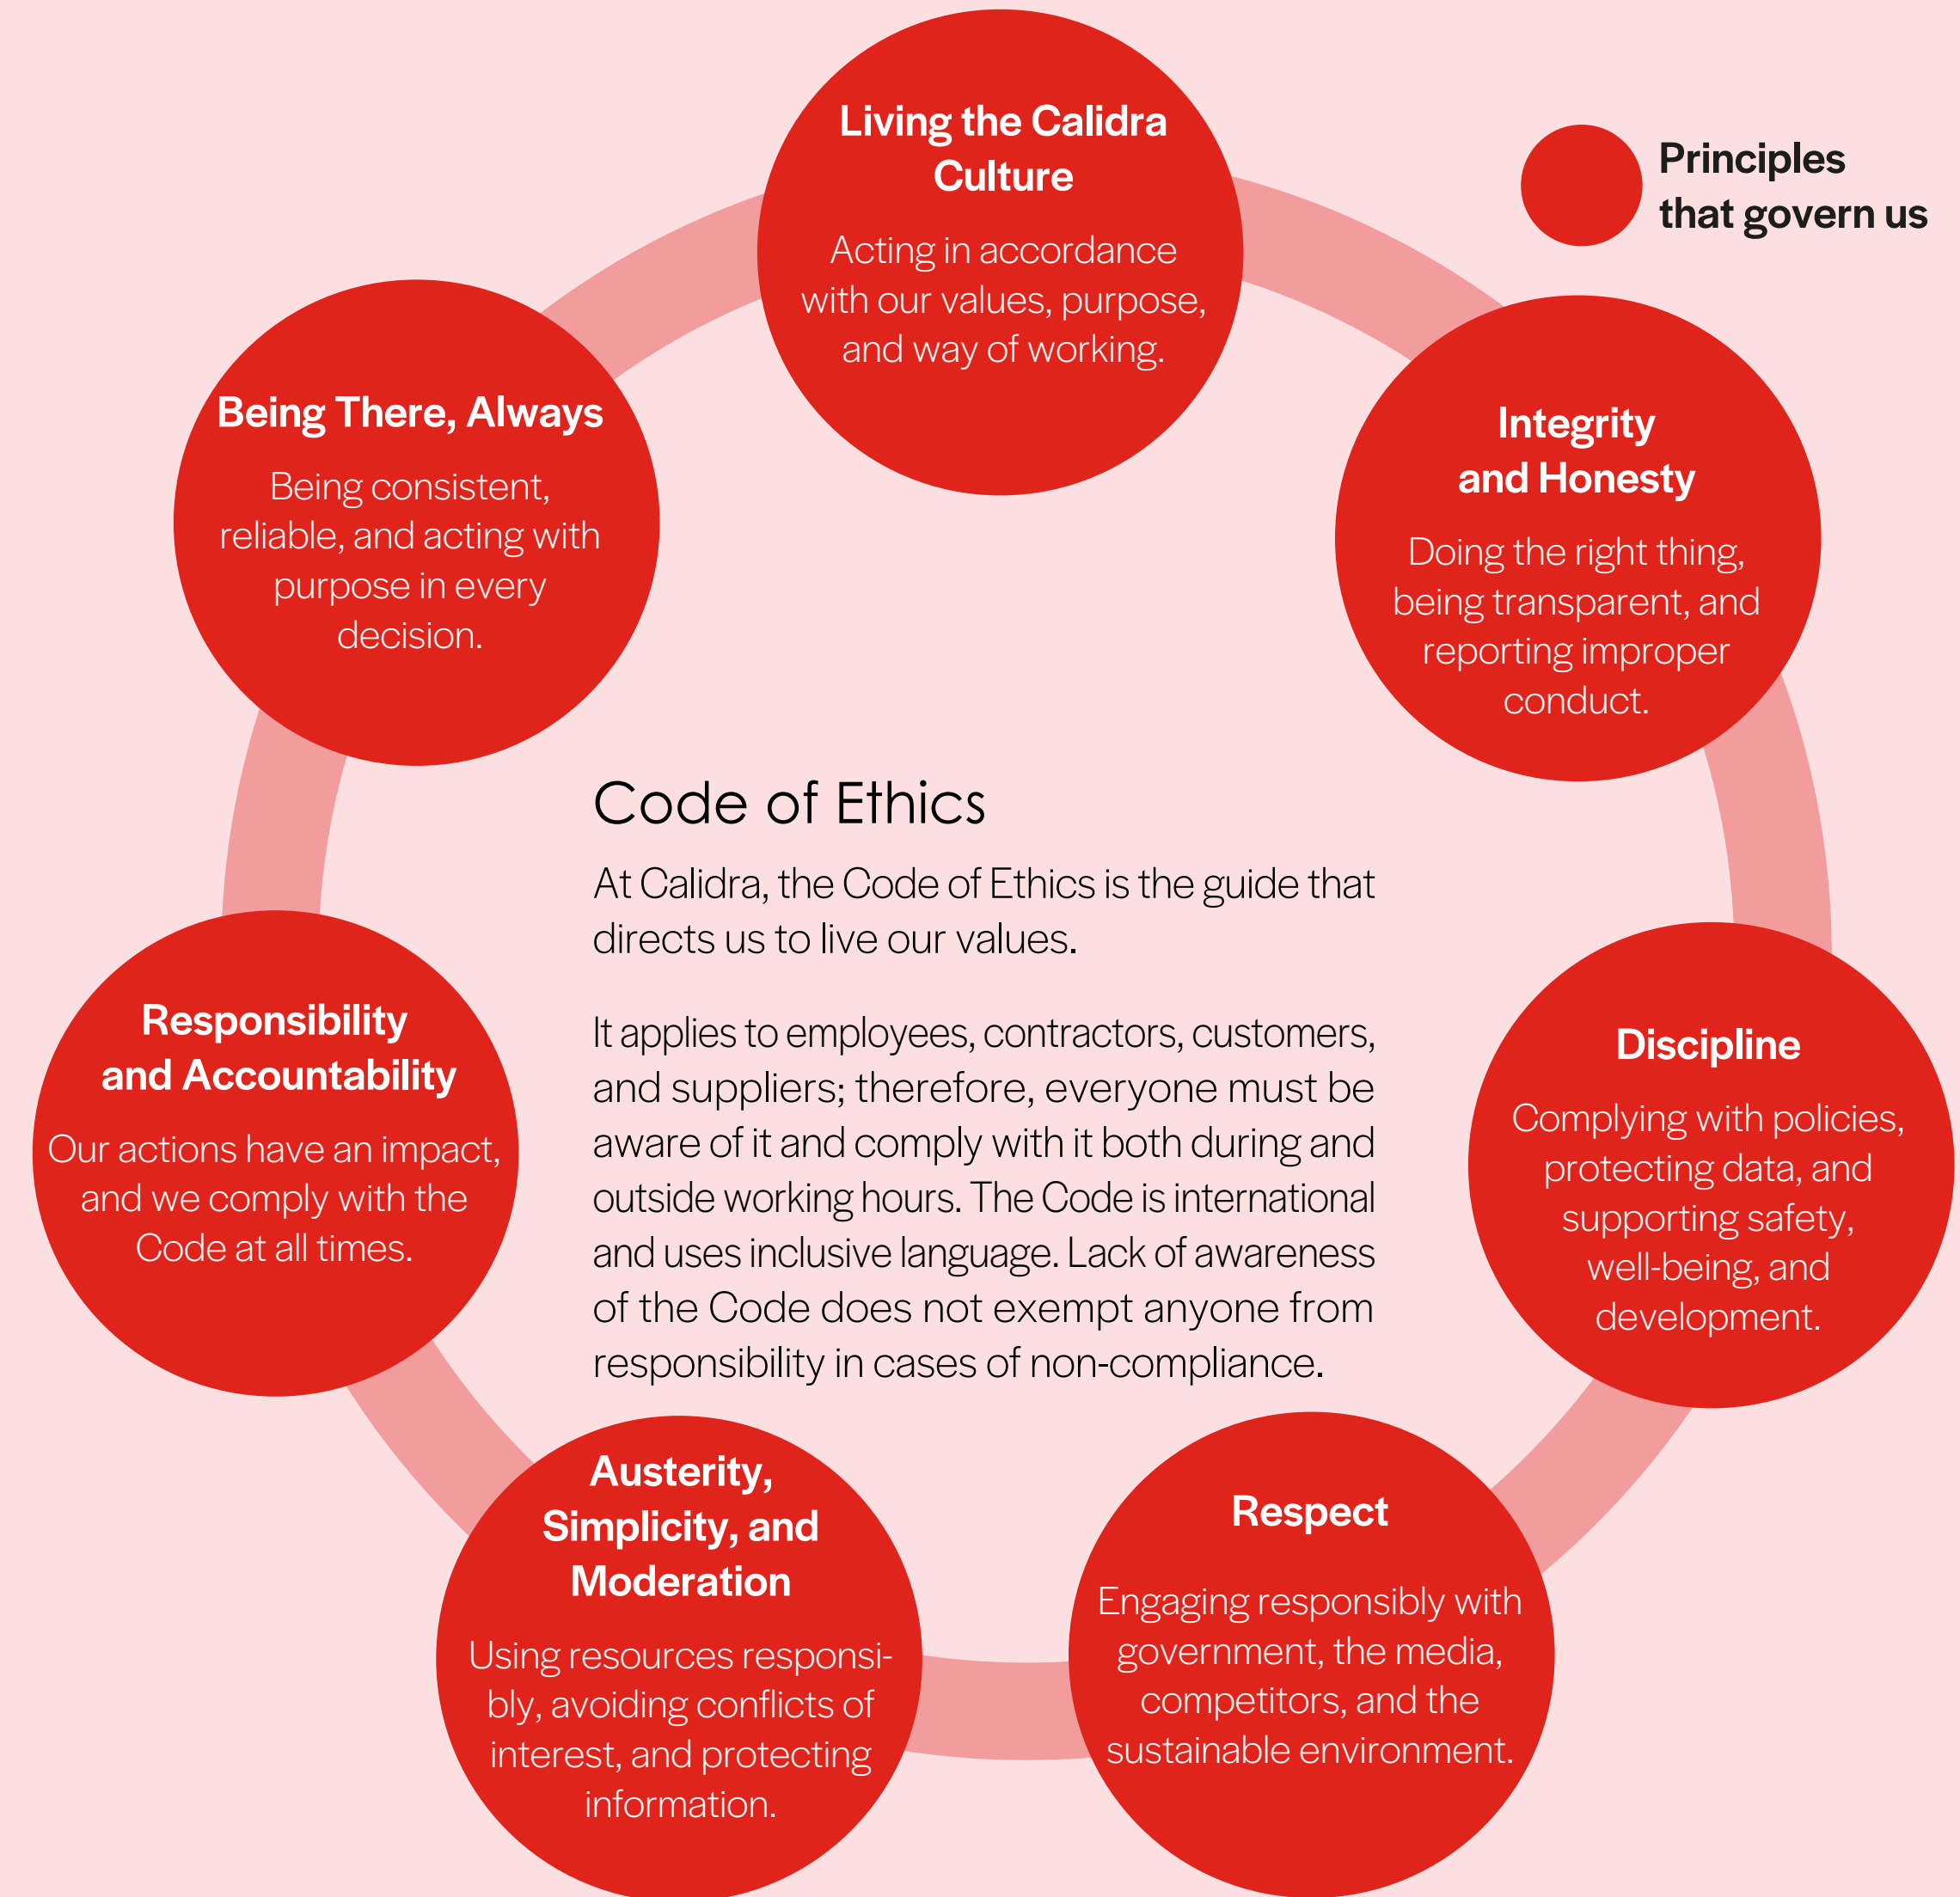 Living the Calidra
Culture
Acting in accordance
with our values, purpose,
and way of working.
Principles
that govern us
Integrity
and Honesty
Doing the right thing,
being transparent, and
reporting improper
conduct.
Discipline
Complying with policies,
protecting data, and
supporting safety,
well-being, and
development.
Respect
Engaging responsibly with
government, the media,
competitors, and the
sustainable environment.
Austerity,
Simplicity, and
Moderation
Using resources responsi-
bly, avoiding conflicts of
interest, and protecting
information.
Responsibility
and Accountability
Our actions have an impact,
and we comply with the
Code at all times.
Being There, Always
Being consistent,
reliable, and acting with
purpose in every
decision.
Code of Ethics
At Calidra, the Code of Ethics is the guide that
directs us to live our values.
It applies to employees, contractors, customers,
and suppliers; therefore, everyone must be
aware of it and comply with it both during and
outside working hours. The Code is international
and uses inclusive language. Lack of awareness
of the Code does not exempt anyone from
responsibility in cases of non-compliance.